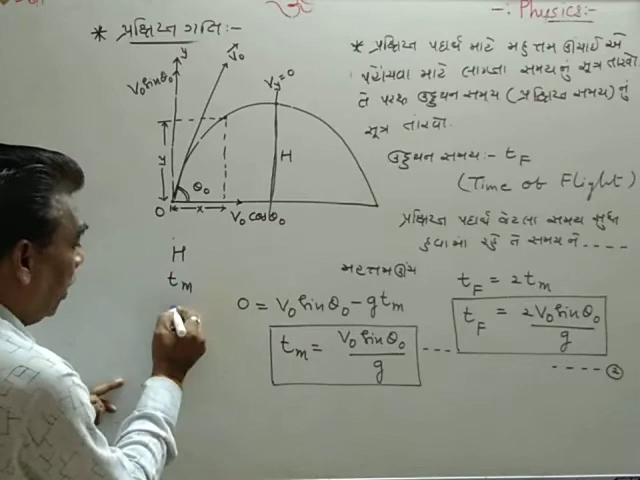 -: Physics:-
* પ્રક્ષિપ્ત ગતિ:-
y
V₀
V₀sinθ₀
Vy=0
y
H
θ₀
O
x
V₀cosθ₀
* પ્રક્ષિપ્ત પદાર્થ માટે મહત્તમ ઊંચાઈ એ
પહોંચવા માટે લાગતા સમયનું સૂત્ર તારવો
તે પરથી ઉડ્ડયન સમય (પ્રક્ષિપ્ત સમય) નું
સૂત્ર તારવો.
ઉડ્ડયન સમય:- tF
(Time of Flight)
પ્રક્ષિપ્ત પદાર્થ જેટલા સમય સુધી
હવામાં રહે તે સમયને ----
H
tm
મહત્તમ ઊંચા
0 = V₀sinθ₀ - gtm
tm = V₀sinθ₀/g ----
tF = 2tm
tF = 2V₀sinθ₀/g
---- ②